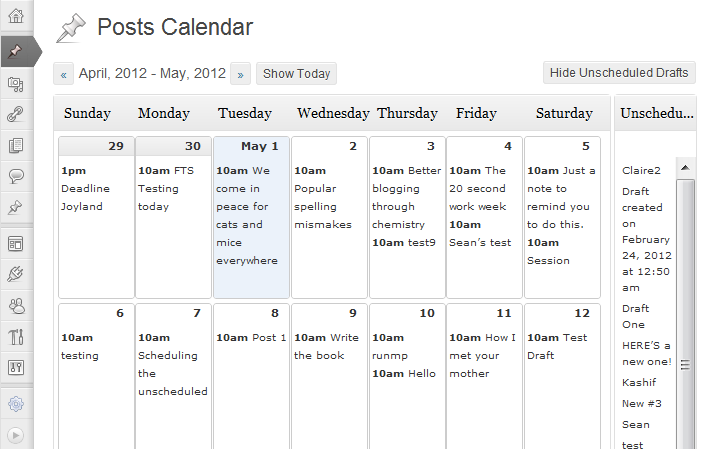 Posts Calendar
« April, 2012 - May, 2012 » Show Today Hide Unscheduled Drafts
Sunday Monday Tuesday Wednesday Thursday Friday Saturday Unschedu...
29
1pm
Deadline
Joyland
30
10am FTS
Testing
today
May 1
10am We
come in
peace for
cats and
mice
everywhere
2
10am
Popular
spelling
mismakes
3
10am Better
blogging
through
chemistry
10am test9
4
10am The
20 second
work week
10am
Sean's test
5
10am Just a
note to
remind you
to do this.
10am
Session
6
10am
testing
7
10am
Scheduling
the
unscheduled
8
10am Post 1
9
10am Write
the book
10
10am
runmp
10am Hello
11
10am How I
met your
mother
12
10am Test
Draft
Claire2
Draft
created
on
February
24, 2012
at 12:50
am
Draft
One
HERE'S a
new one!
Kashif
New #3
Sean
test